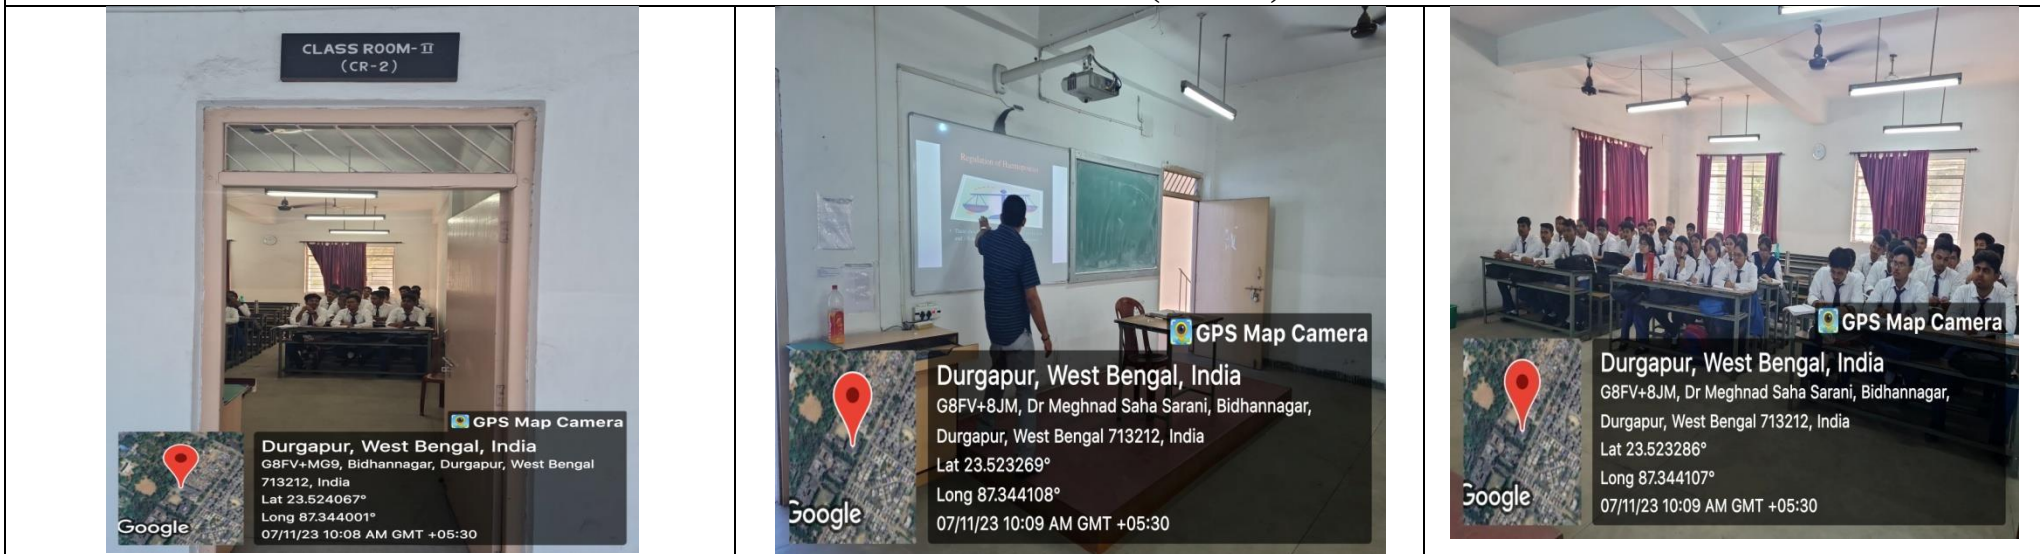 CLASS ROOM-II
(CR-2)
GPS Map Camera
Durgapur, West Bengal, India
G8FV+MG9, Bidhannagar, Durgapur, West Bengal
713212, India
Lat 23.524067°
Long 87.344001°
07/11/23 10:08 AM GMT +05:30
Google
Regulation of
GPS Map Camera
Durgapur, West Bengal, India
G8FV+8JM, Dr Meghnad Saha Sarani, Bidhannagar,
Durgapur, West Bengal 713212, India
Lat 23.523269°
Long 87.344108°
07/11/23 10:09 AM GMT +05:30
Google
GPS Map Camera
Durgapur, West Bengal, India
G8FV+8JM, Dr Meghnad Saha Sarani, Bidhannagar,
Durgapur, West Bengal 713212, India
Lat 23.523286°
Long 87.344107°
07/11/23 10:09 AM GMT +05:30
Google